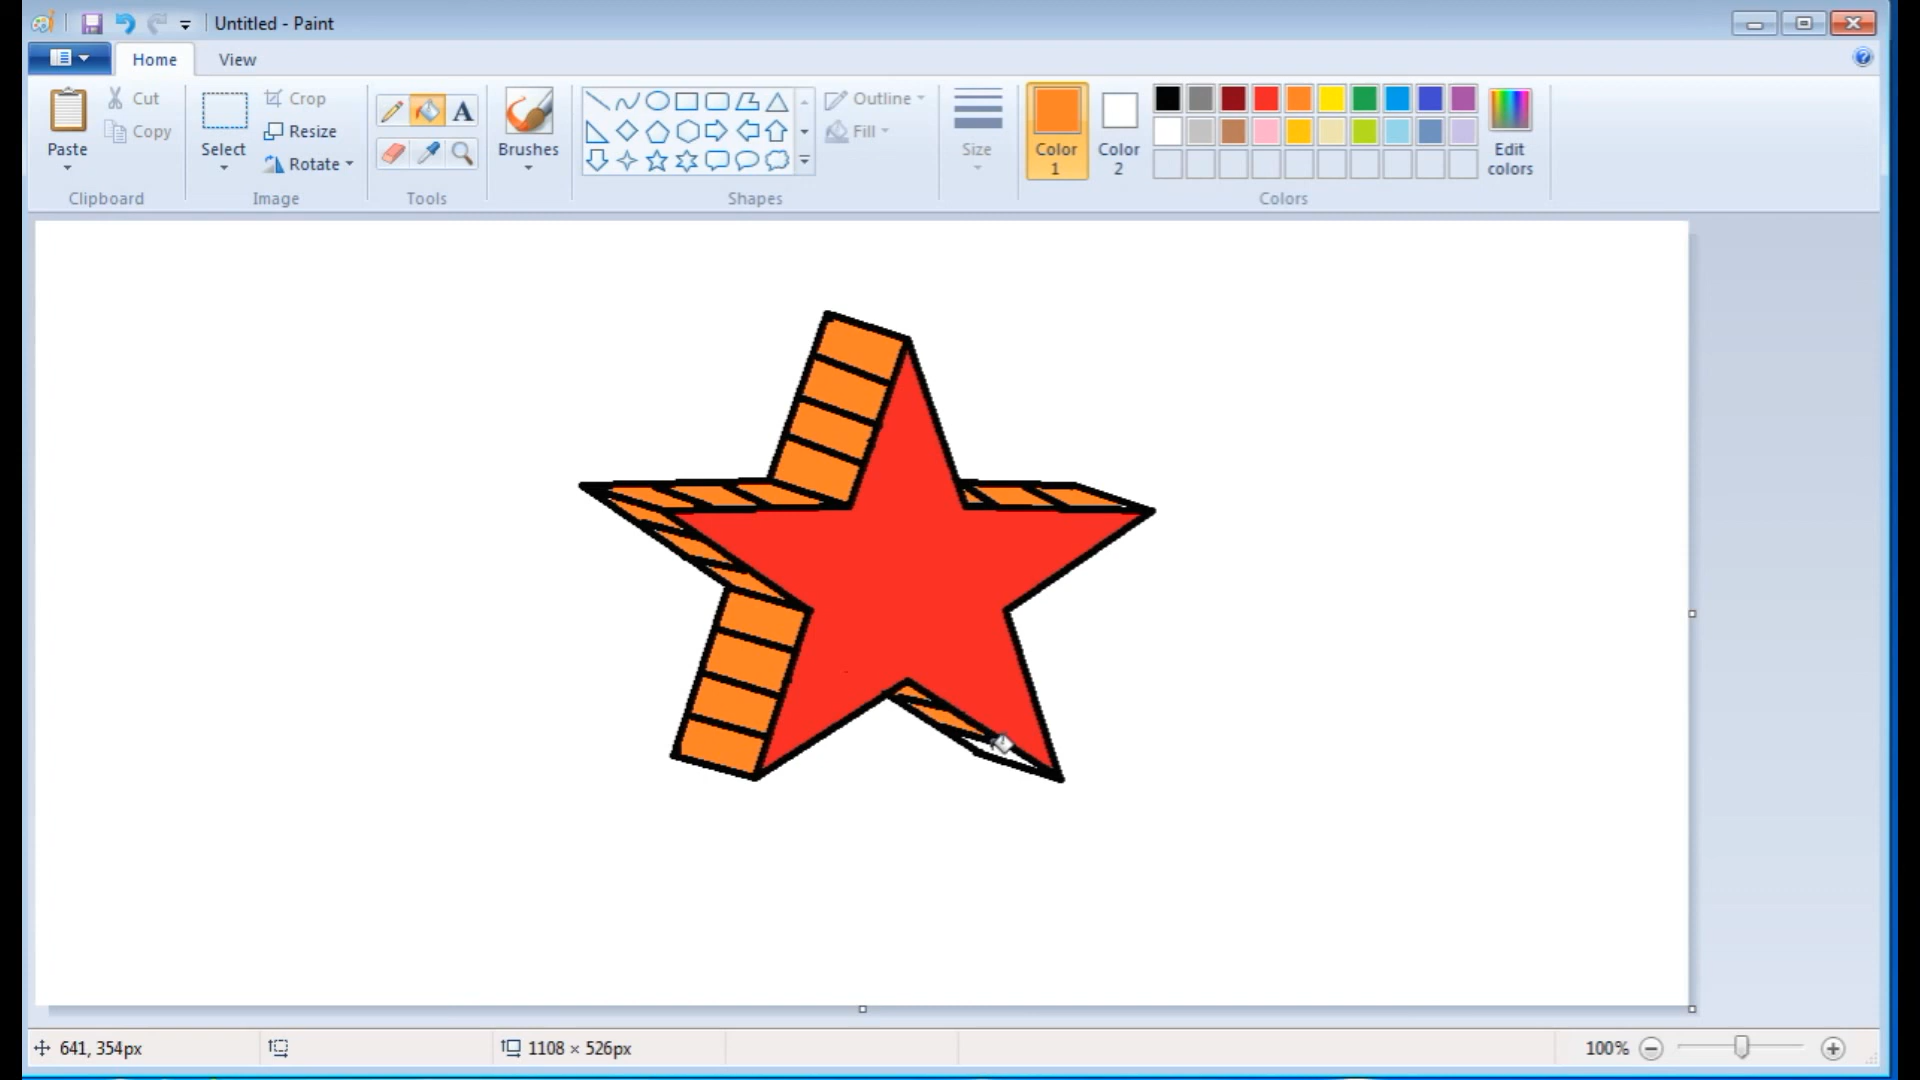 Untitled - Paint
Home
View
Paste
Cut
Copy
Clipboard
Select
Crop
Resize
Rotate
Image
A
Tools
Brushes
Outline
Fill
Shapes
Size
Color
1
Color
2
Edit
colors
Colors
641, 354px
1108 × 526px
100%